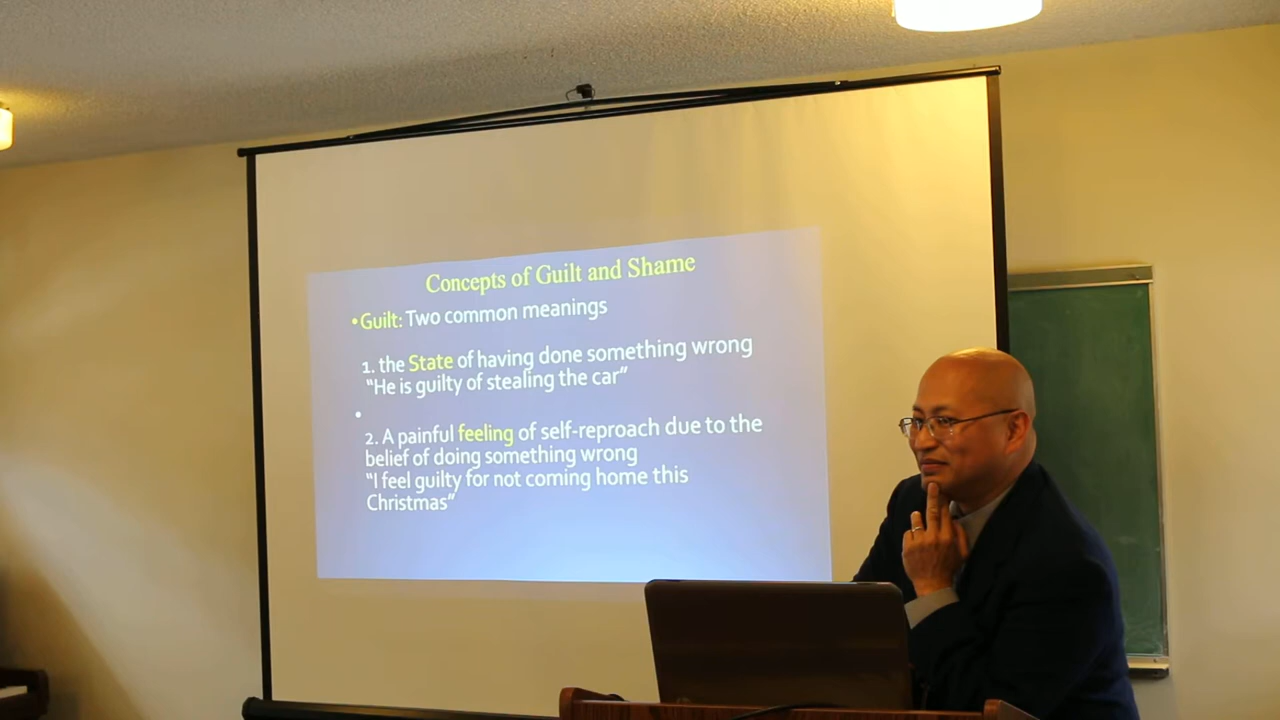 Concepts of Guilt and Shame
•Guilt: Two common meanings
1. the State of having done something wrong
“He is guilty of stealing the car”
•
2. A painful feeling of self-reproach due to the
belief of doing something wrong
“I feel guilty for not coming home this
Christmas”